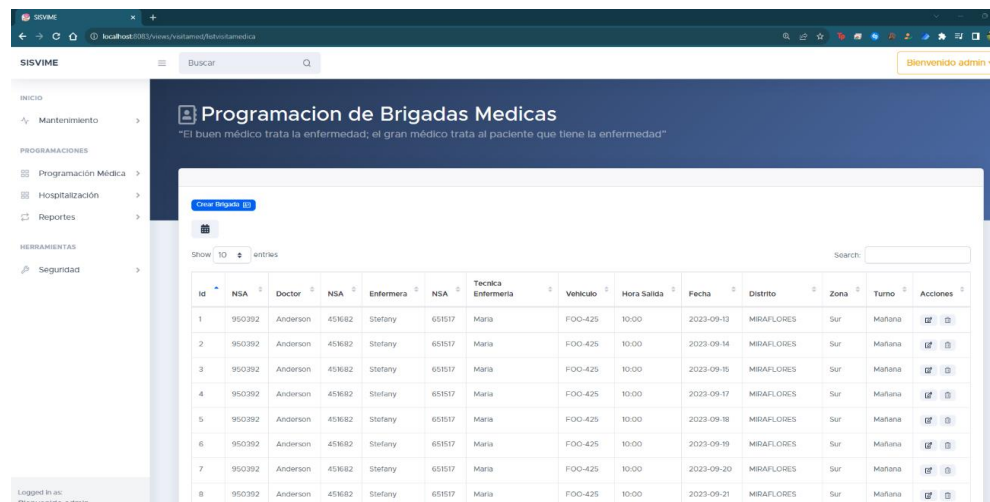 SISVIME
localhost:8083/views/visitamed/listvisitamedica
SISVIME
Buscar
Bienvenido admin
INICIO
Mantenimiento
PROGRAMACIONES
Programación Médica
Hospitalización
Reportes
HERRAMIENTAS
Seguridad
Logged in as:
Programacion de Brigadas Medicas
"El buen médico trata la enfermedad; el gran médico trata al paciente que tiene la enfermedad"
Crear Brigada
Show 10 entries
Search:
Id NSA Doctor NSA Enfermera NSA Tecnica Enfermeria Vehiculo Hora Salida Fecha Distrito Zona Turno Acciones
1 950392 Anderson 451682 Stefany 651517 Maria FOO-425 10:00 2023-09-13 MIRAFLORES Sur Mañana
2 950392 Anderson 451682 Stefany 651517 Maria FOO-425 10:00 2023-09-14 MIRAFLORES Sur Mañana
3 950392 Anderson 451682 Stefany 651517 Maria FOO-425 10:00 2023-09-15 MIRAFLORES Sur Mañana
4 950392 Anderson 451682 Stefany 651517 Maria FOO-425 10:00 2023-09-17 MIRAFLORES Sur Mañana
5 950392 Anderson 451682 Stefany 651517 Maria FOO-425 10:00 2023-09-18 MIRAFLORES Sur Mañana
6 950392 Anderson 451682 Stefany 651517 Maria FOO-425 10:00 2023-09-19 MIRAFLORES Sur Mañana
7 950392 Anderson 451682 Stefany 651517 Maria FOO-425 10:00 2023-09-20 MIRAFLORES Sur Mañana
8 950392 Anderson 451682 Stefany 651517 Maria FOO-425 10:00 2023-09-21 MIRAFLORES Sur Mañana